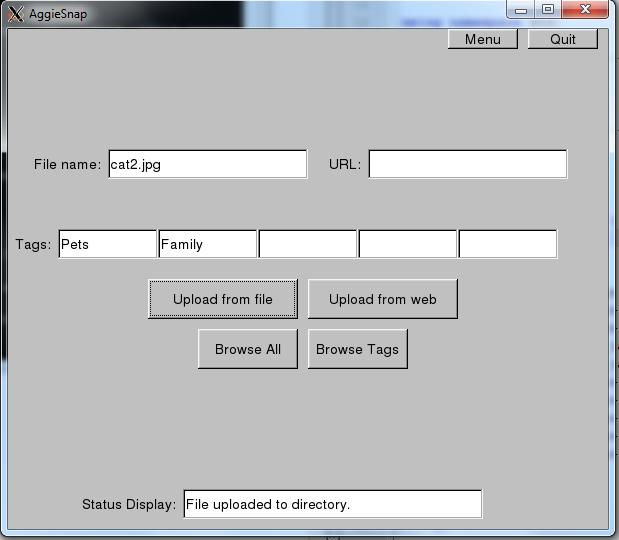 AggieSnap
Menu Quit
File name: cat2.jpg URL:
Tags: Pets Family
Upload from file Upload from web
Browse All Browse Tags
Status Display: File uploaded to directory.